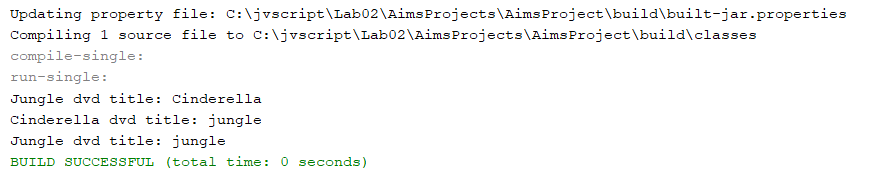 Updating property file: C:\jvscript\Lab02\AimsProjects\AimsProject\build\built-jar.properties
Compiling 1 source file to C:\jvscript\Lab02\AimsProjects\AimsProject\build\classes
compile-single:
run-single:
Jungle dvd title: Cinderella
Cinderella dvd title: jungle
Jungle dvd title: jungle
BUILD SUCCESSFUL (total time: 0 seconds)